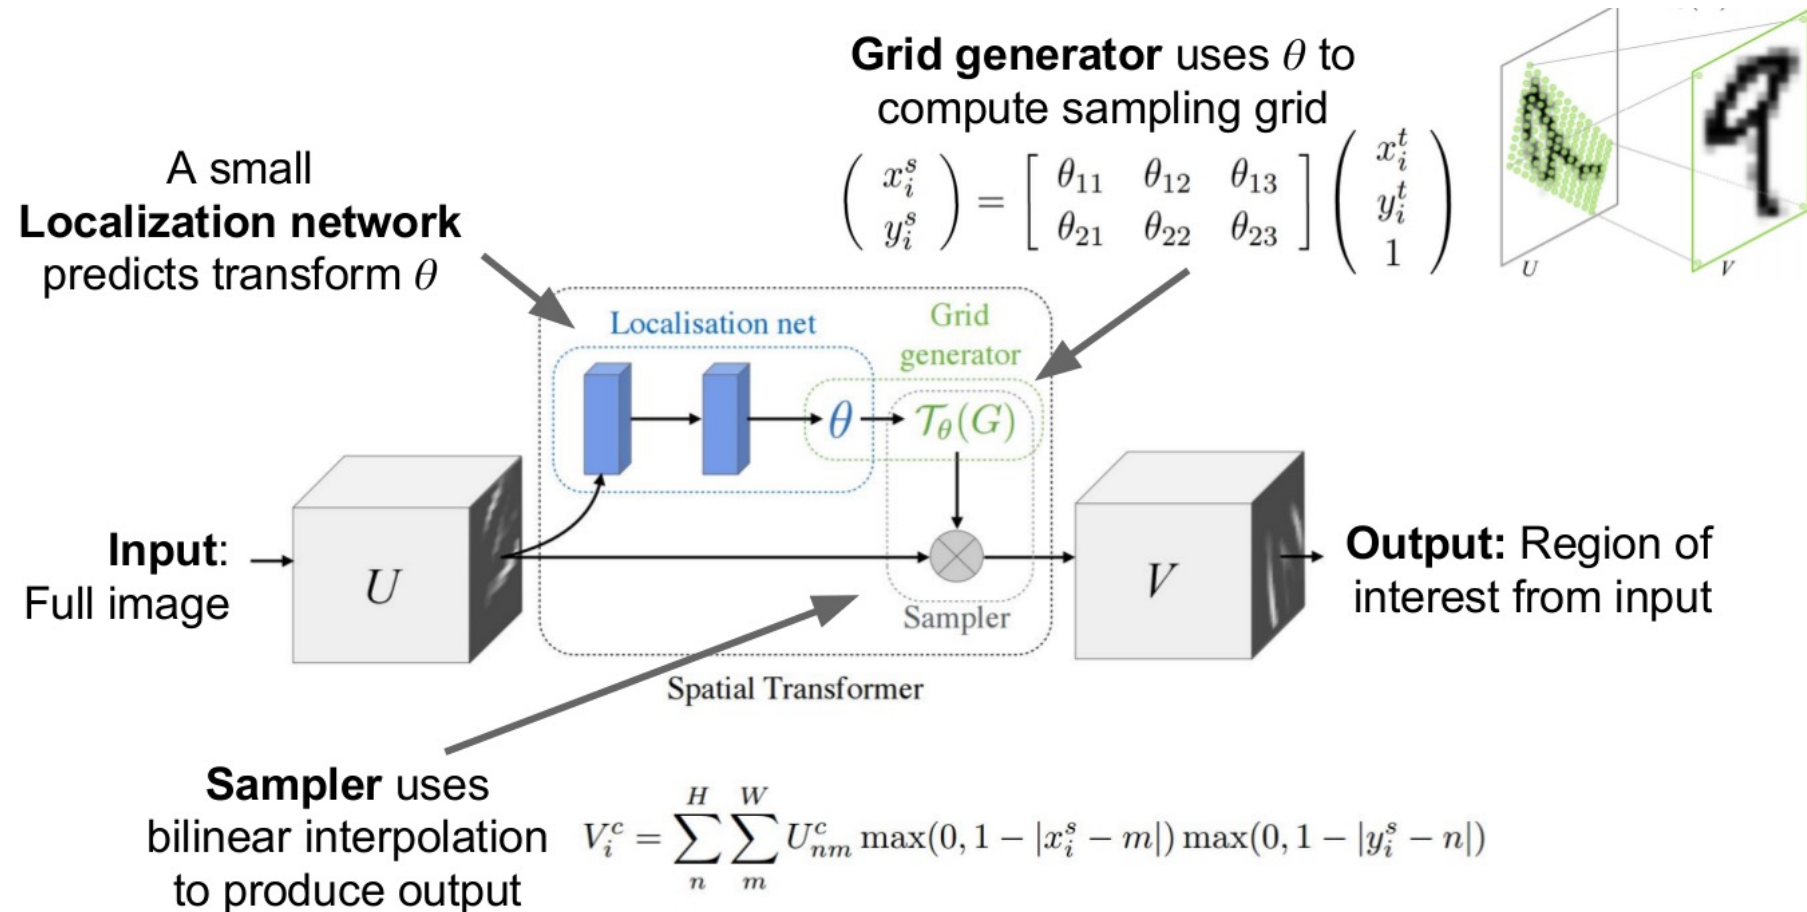 Grid generator uses θ to
compute sampling grid
A small
Localization network
predicts transform θ
( x_i^s y_i^s ) = [ θ11 θ12 θ13 θ21 θ22 θ23 ] ( x_i^t y_i^t 1 )
U
V
Localisation net
Grid
generator
θ
T_θ(G)
Input:
Full image
U
V
Output: Region of
interest from input
Sampler
Spatial Transformer
Sampler uses
bilinear interpolation
to produce output
V_i^c = ∑_n^H ∑_m^W U_nm^c max(0, 1 − |x_i^s − m|) max(0, 1 − |y_i^s − n|)